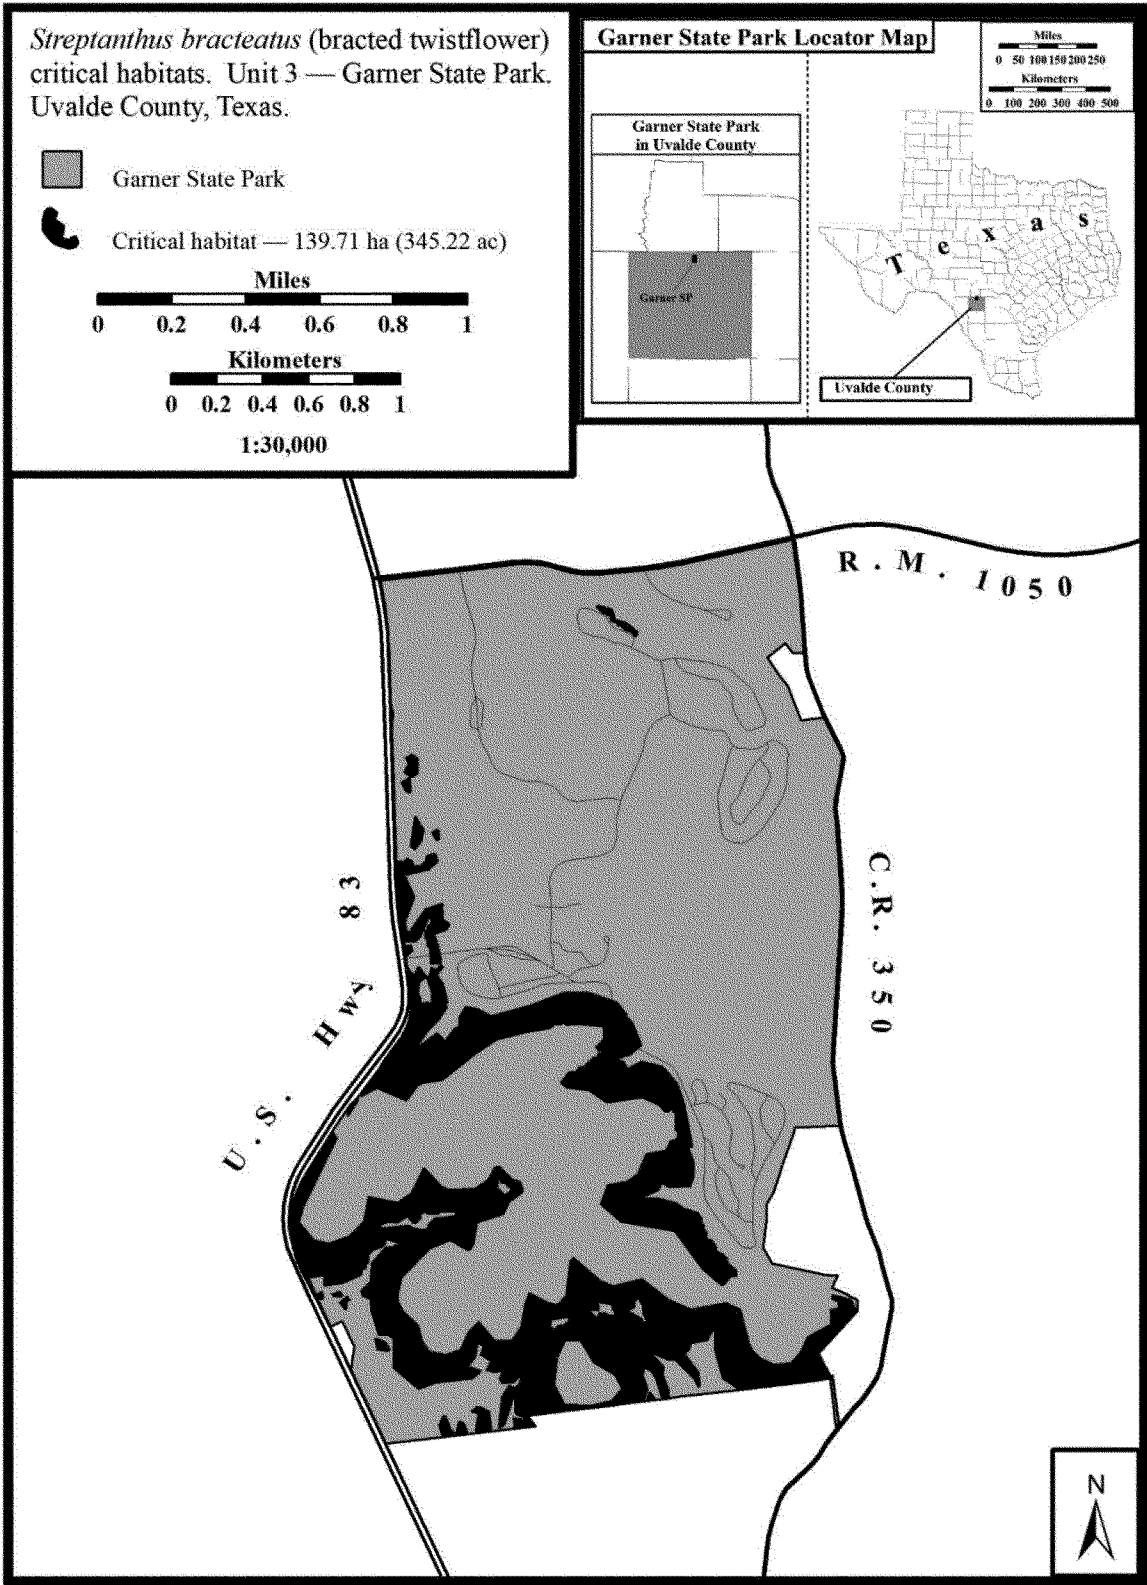 Streptanthus bracteatus (bracted twistflower)
critical habitats. Unit 3 — Garner State Park.
Uvalde County, Texas.
Garner State Park
Critical habitat — 139.71 ha (345.22 ac)
Miles
0 0.2 0.4 0.6 0.8 1
Kilometers
0 0.2 0.4 0.6 0.8 1
1:30,000
Garner State Park Locator Map
Miles
0 50 100 150 200 250
Kilometers
0 100 200 300 400 500
Garner State Park
in Uvalde County
Garner SP
Texas
Uvalde County
R.M. 1050
U.S. Hwy 83
C.R. 350
N